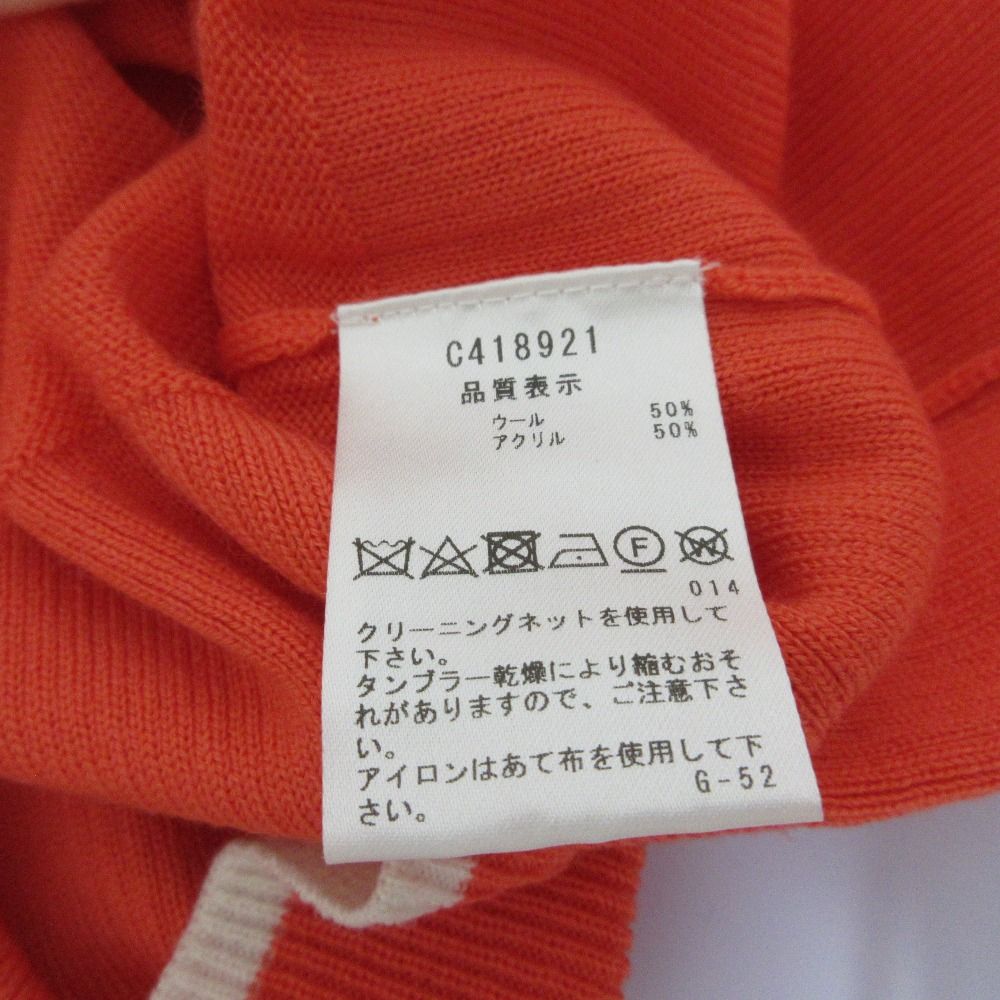 C418921
品質表示
ウール 50%
アクリル 50%
F W
014
クリーニングネットを使用して
下さい。
タンブラー乾燥により縮むおそ
れがありますので、ご注意下さ
い。
アイロンはあて布を使用して下
さい。
G-52